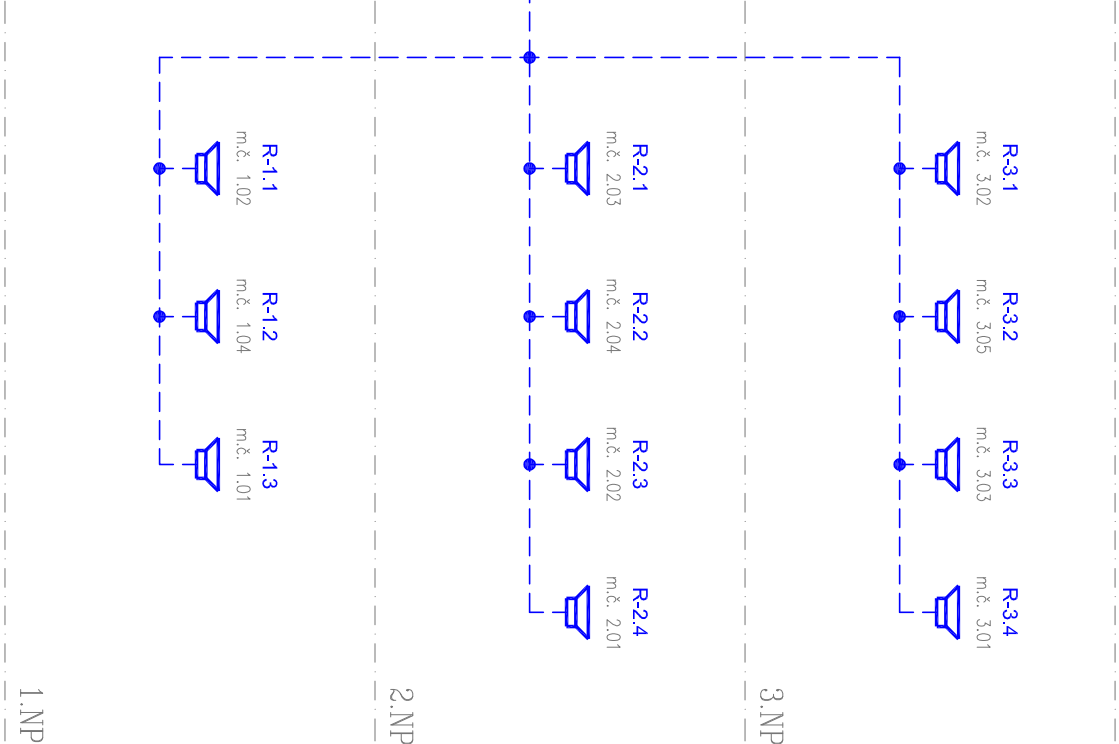 R-3.1
m.č. 3.02
R-3.2
m.č. 3.05
R-3.3
m.č. 3.03
R-3.4
m.č. 3.01
3.NP
R-2.1
m.č. 2.03
R-2.2
m.č. 2.04
R-2.3
m.č. 2.02
R-2.4
m.č. 2.01
2.NP
R-1.1
m.č. 1.02
R-1.2
m.č. 1.04
R-1.3
m.č. 1.01
1.NP